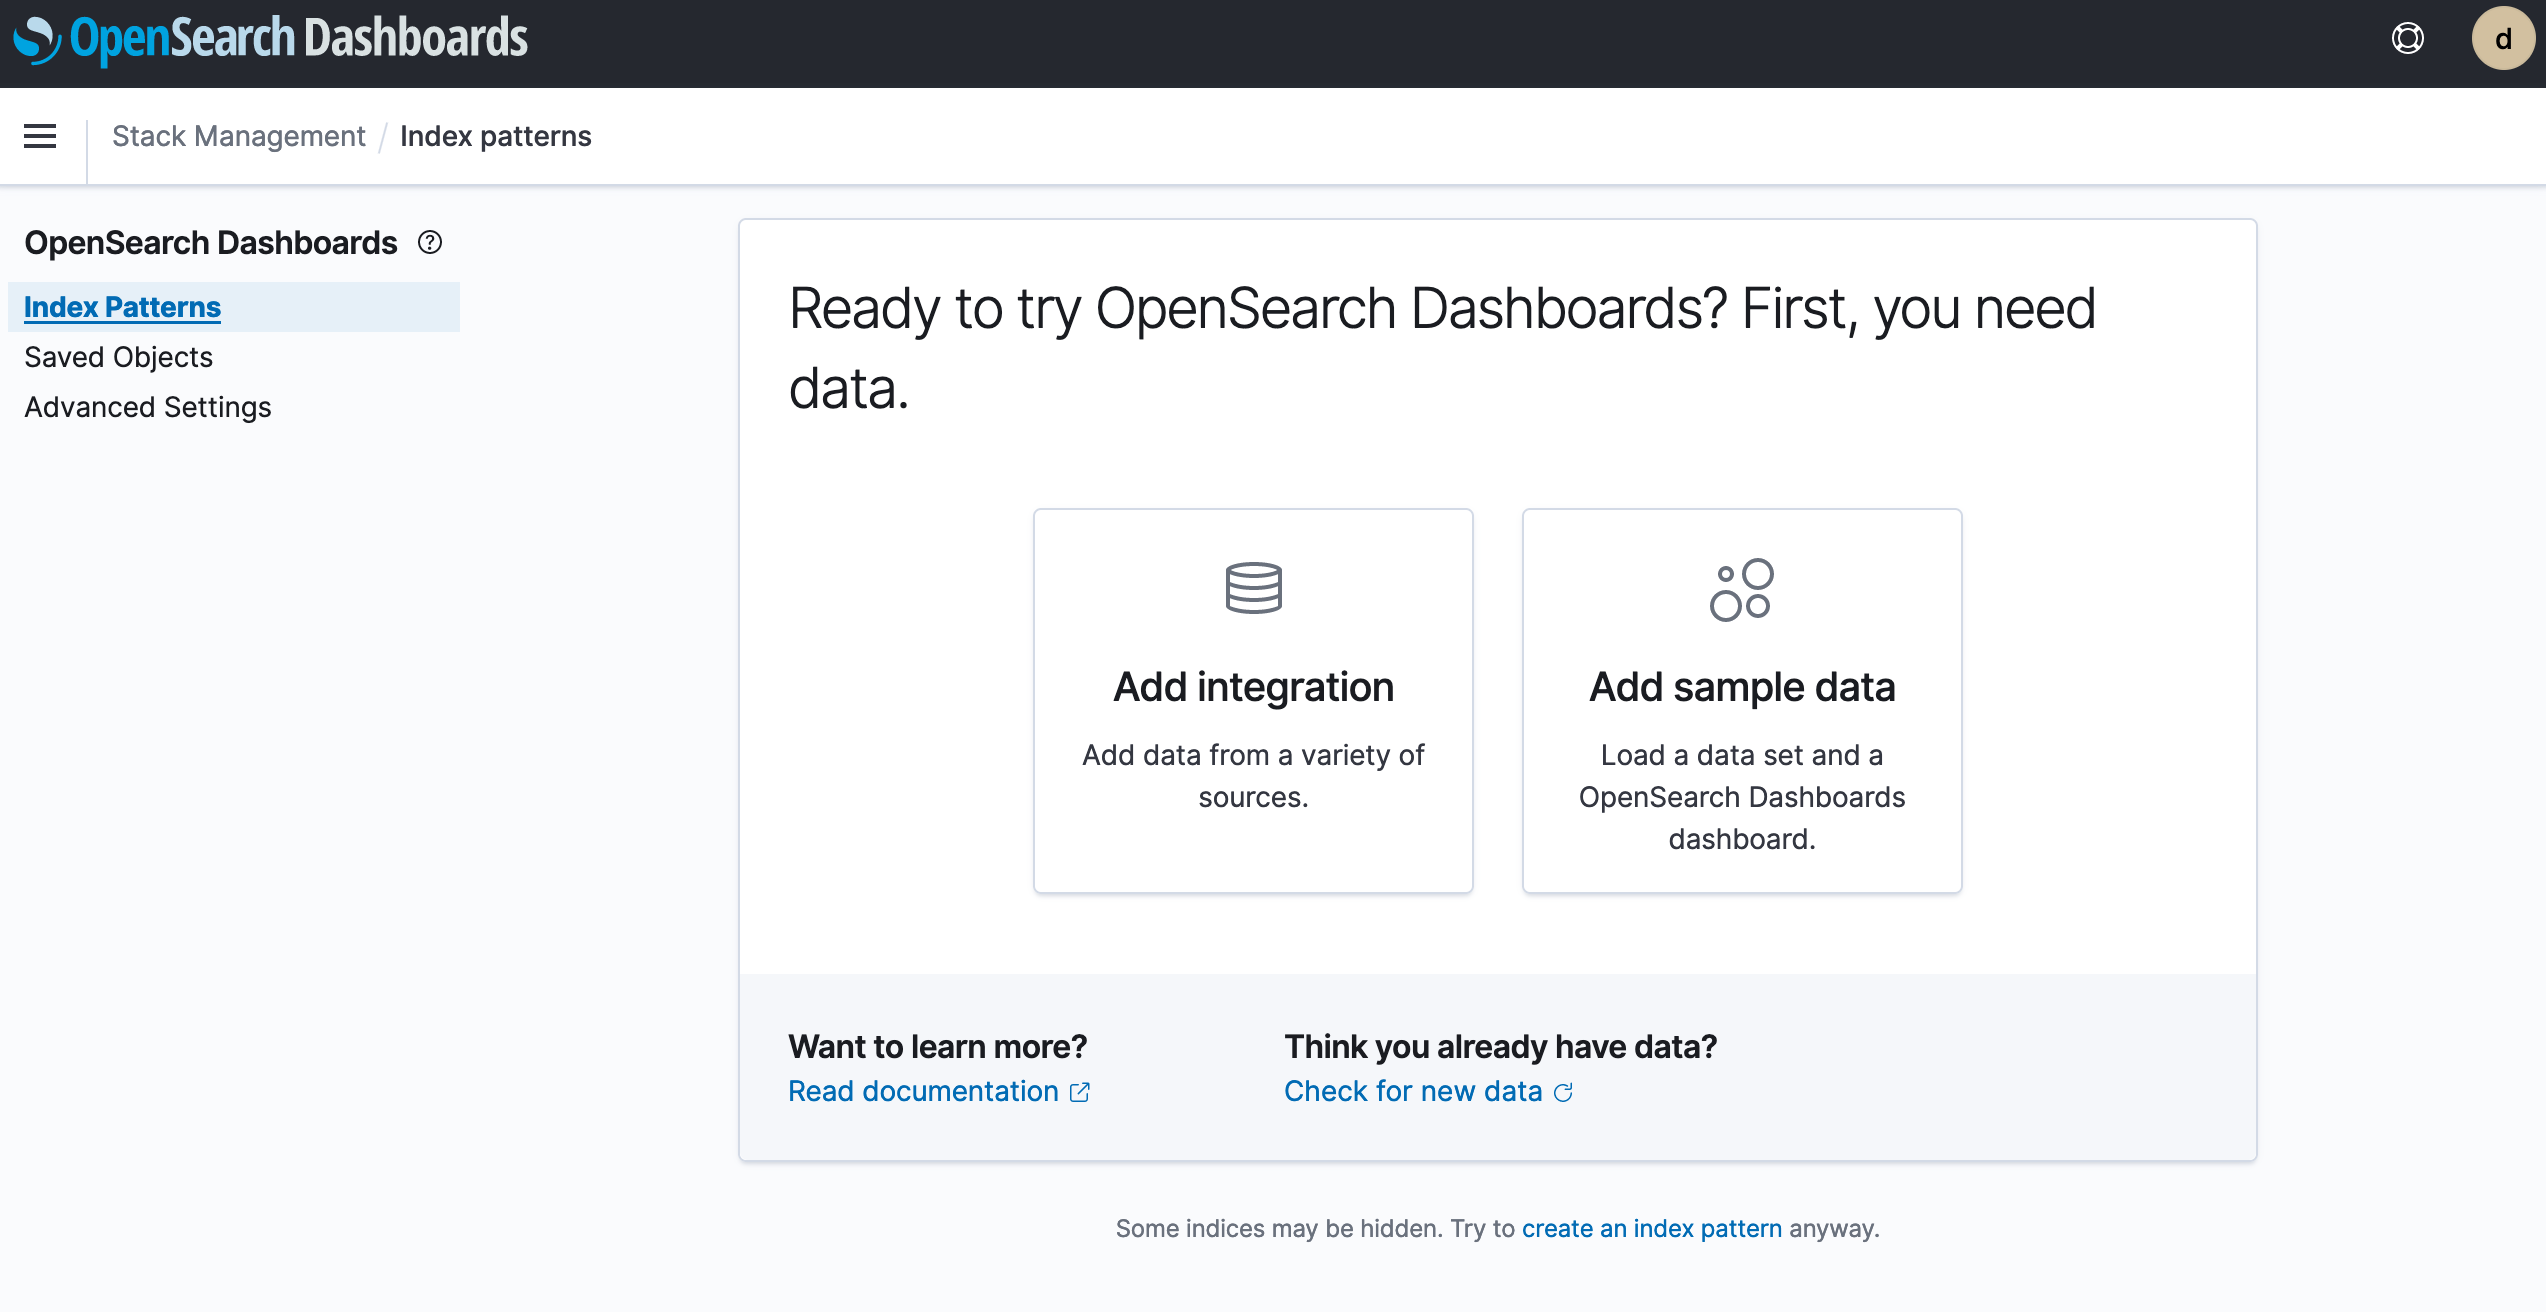 OpenSearch Dashboards
d
Stack Management / Index patterns
OpenSearch Dashboards
Index Patterns
Saved Objects
Advanced Settings
Ready to try OpenSearch Dashboards? First, you need
data.
Add integration
Add data from a variety of
sources.
Add sample data
Load a data set and a
OpenSearch Dashboards
dashboard.
Want to learn more?
Read documentation
Think you already have data?
Check for new data
Some indices may be hidden. Try to create an index pattern anyway.